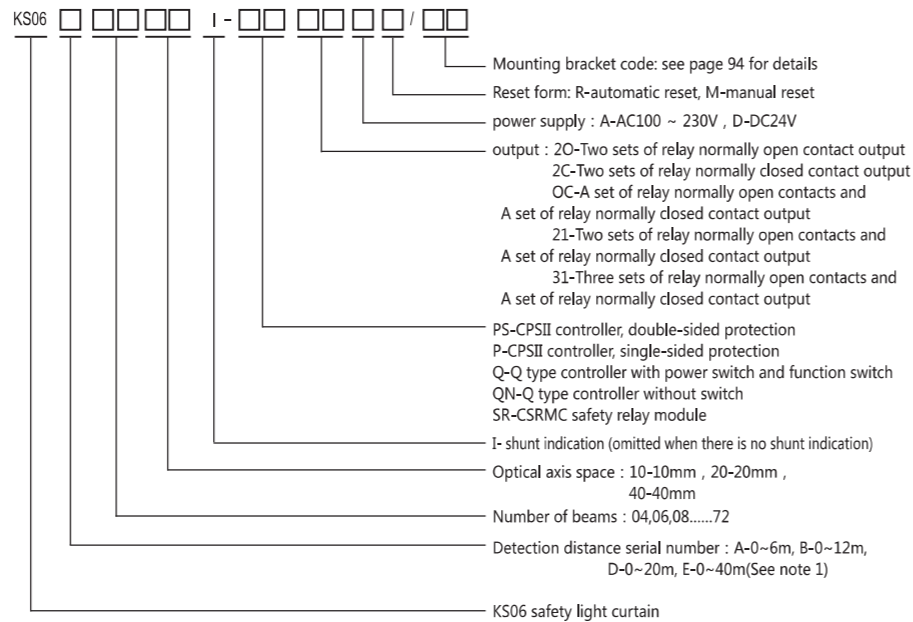 KS06 □ □□ □□ I - □□ □□ □ □ / □□
Mounting bracket code: see page 94 for details
Reset form: R-automatic reset, M-manual reset
power supply : A-AC100 ~ 230V , D-DC24V
output : 2O-Two sets of relay normally open contact output
2C-Two sets of relay normally closed contact output
OC-A set of relay normally open contacts and
A set of relay normally closed contact output
21-Two sets of relay normally open contacts and
A set of relay normally closed contact output
31-Three sets of relay normally open contacts and
A set of relay normally closed contact output
PS-CPSII controller, double-sided protection
P-CPSII controller, single-sided protection
Q-Q type controller with power switch and function switch
QN-Q type controller without switch
SR-CSRMC safety relay module
I- shunt indication (omitted when there is no shunt indication)
Optical axis space : 10-10mm , 20-20mm ,
40-40mm
Number of beams : 04,06,08......72
Detection distance serial number : A-0~6m, B-0~12m,
D-0~20m, E-0~40m(See note 1)
KS06 safety light curtain